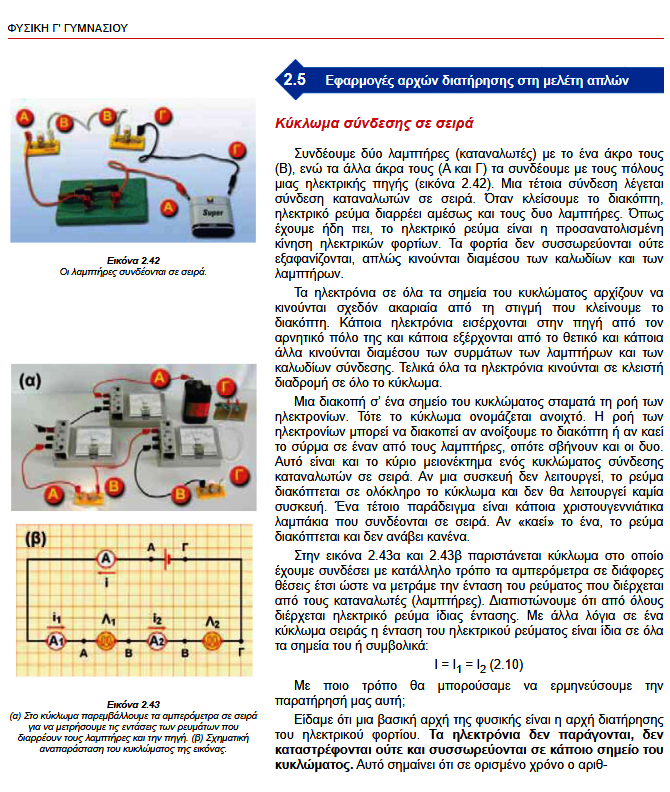 ΦΥΣΙΚΗ Γ' ΓΥΜΝΑΣΙΟΥ
2.5 Εφαρμογές αρχών διατήρησης στη μελέτη απλών
Κύκλωμα σύνδεσης σε σειρά
Συνδέουμε δύο λαμπτήρες (καταναλωτές) με το ένα άκρο τους
(Β), ενώ τα άλλα άκρα τους (Α και Γ) τα συνδέουμε με τους πόλους
μιας ηλεκτρικής πηγής (εικόνα 2.42). Μια τέτοια σύνδεση λέγεται
σύνδεση καταναλωτών σε σειρά. Όταν κλείσουμε το διακόπτη,
ηλεκτρικό ρεύμα διαρρέει αμέσως και τους δυο λαμπτήρες. Όπως
έχουμε ήδη πει, το ηλεκτρικό ρεύμα είναι η προσανατολισμένη
κίνηση ηλεκτρικών φορτίων. Τα φορτία δεν συσσωρεύονται ούτε
εξαφανίζονται, απλώς κινούνται διαμέσου των καλωδίων και των
λαμπτήρων.
Τα ηλεκτρόνια σε όλα τα σημεία του κυκλώματος αρχίζουν να
κινούνται σχεδόν ακαριαία από τη στιγμή που κλείνουμε το
διακόπτη. Κάποια ηλεκτρόνια εισέρχονται στην πηγή από τον
αρνητικό πόλο της και κάποια εξέρχονται από το θετικό και κάποια
άλλα κινούνται διαμέσου των συρμάτων των λαμπτήρων και των
καλωδίων σύνδεσης. Τελικά όλα τα ηλεκτρόνια κινούνται σε κλειστή
διαδρομή σε όλο το κύκλωμα.
Μια διακοπή σ' ένα σημείο του κυκλώματος σταματά τη ροή των
ηλεκτρονίων. Τότε το κύκλωμα ονομάζεται ανοιχτό. Η ροή των
ηλεκτρονίων μπορεί να διακοπεί αν ανοίξουμε το διακόπτη ή αν καεί
το σύρμα σε έναν από τους λαμπτήρες, οπότε σβήνουν και οι δυο.
Αυτό είναι και το κύριο μειονέκτημα ενός κυκλώματος σύνδεσης
καταναλωτών σε σειρά. Αν μια συσκευή δεν λειτουργεί, το ρεύμα
διακόπτεται σε ολόκληρο το κύκλωμα και δεν θα λειτουργεί καμία
συσκευή. Ένα τέτοιο παράδειγμα είναι κάποια χριστουγεννιάτικα
λαμπάκια που συνδέονται σε σειρά. Αν «καεί» το ένα, το ρεύμα
διακόπτεται και δεν ανάβει κανένα.
Στην εικόνα 2.43α και 2.43β παριστάνεται κύκλωμα στο οποίο
έχουμε συνδέσει με κατάλληλο τρόπο τα αμπερόμετρα σε διάφορες
θέσεις έτσι ώστε να μετράμε την ένταση του ρεύματος που διέρχεται
από τους καταναλωτές (λαμπτήρες). Διαπιστώνουμε ότι από όλους
διέρχεται ηλεκτρικό ρεύμα ίδιας έντασης. Με άλλα λόγια σε ένα
κύκλωμα σειράς η ένταση του ηλεκτρικού ρεύματος είναι ίδια σε όλα
τα σημεία του ή συμβολικά:
I = I₁ = I₂ (2.10)
Με ποιο τρόπο θα μπορούσαμε να ερμηνεύσουμε την
παρατήρησή μας αυτή;
Είδαμε ότι μια βασική αρχή της φυσικής είναι η αρχή διατήρησης
του ηλεκτρικού φορτίου. Τα ηλεκτρόνια δεν παράγονται, δεν
καταστρέφονται ούτε και συσσωρεύονται σε κάποιο σημείο του
κυκλώματος. Αυτό σημαίνει ότι σε ορισμένο χρόνο ο αριθ-
Α Β Β Γ
Γ
Α
Super
Εικόνα 2.42
Οι λαμπτήρες συνδέονται σε σειρά.
(α) Α Γ
Α Β Β Γ
(β) A Α Γ
i
i₁ Λ₁ i₂ Λ₂
A₁ Α Β A₂ Β Γ
Εικόνα 2.43
(α) Στο κύκλωμα παρεμβάλλουμε τα αμπερόμετρα σε σειρά
για να μετρήσουμε τις εντάσεις των ρευμάτων που
διαρρέουν τους λαμπτήρες και την πηγή. (β) Σχηματική
αναπαράσταση του κυκλώματος της εικόνας.